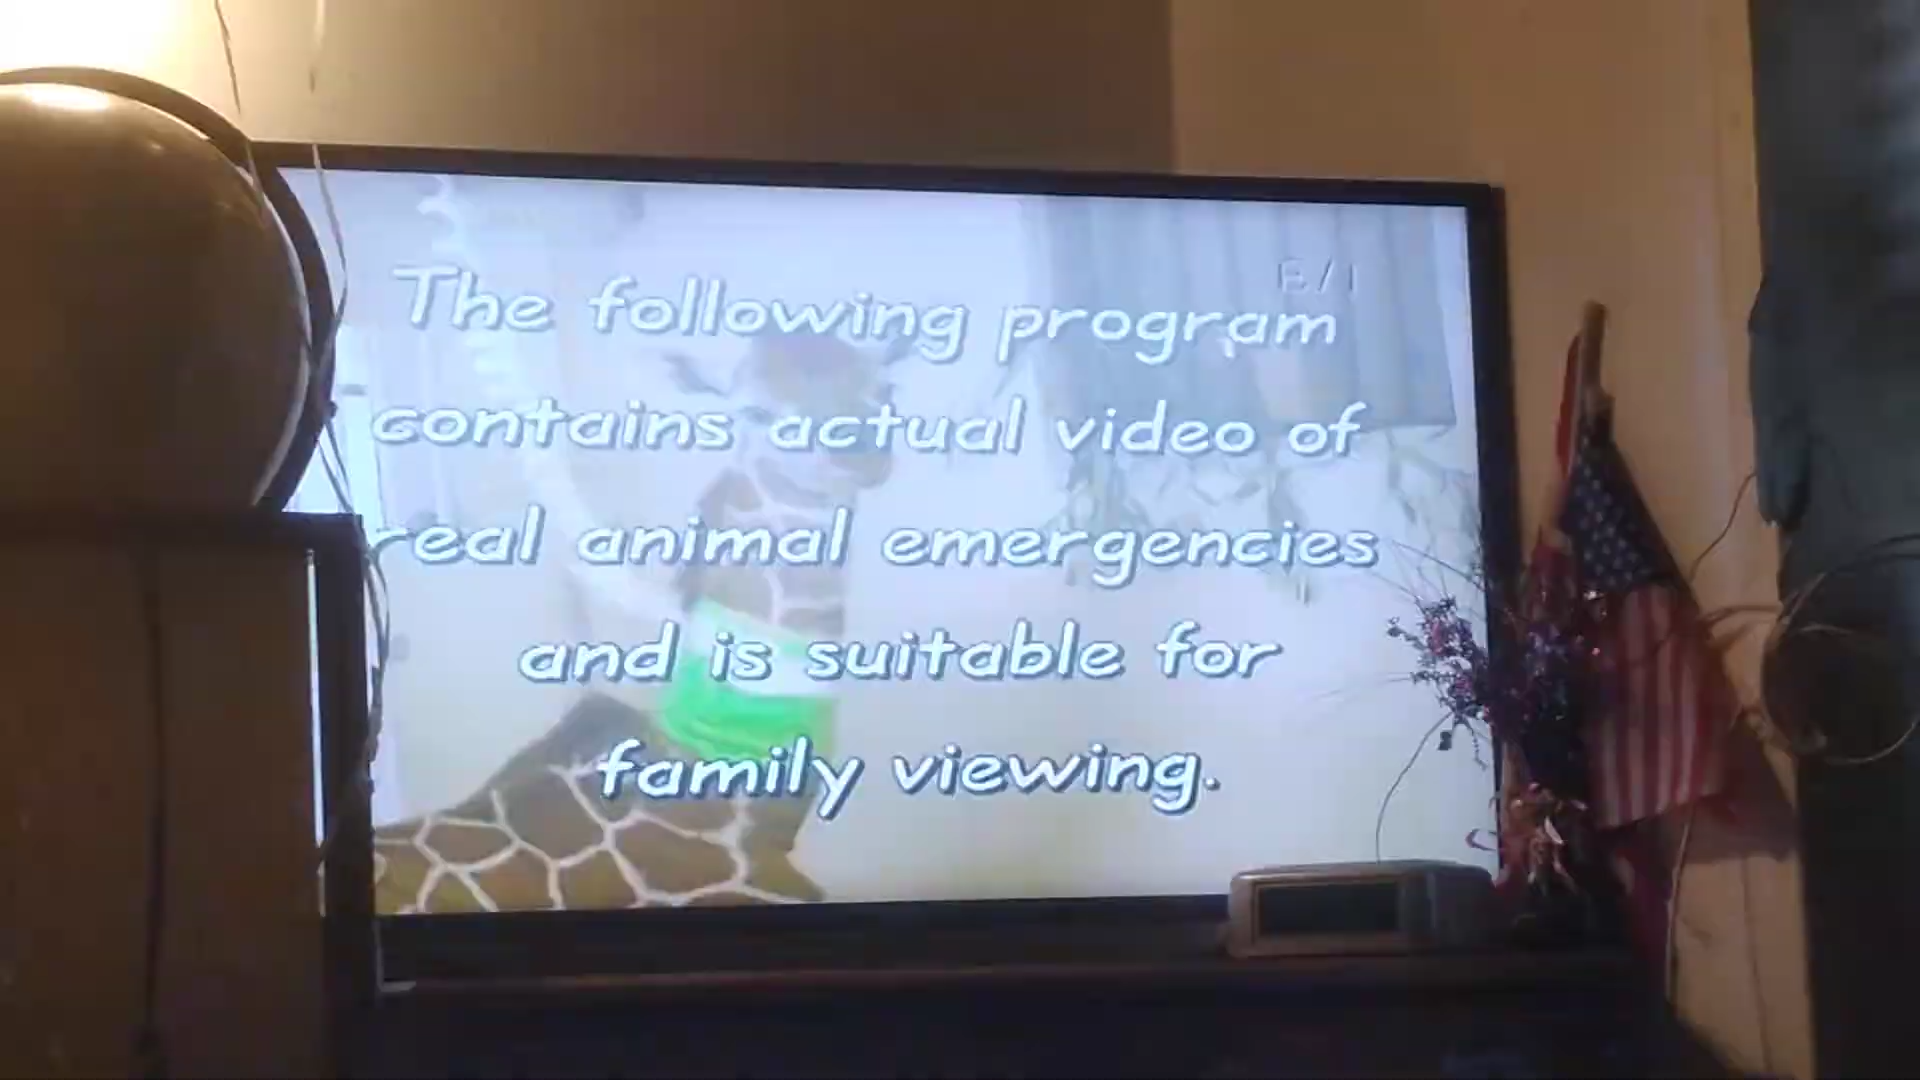 The following program
contains actual video of
real animal emergencies
and is suitable for
family viewing.